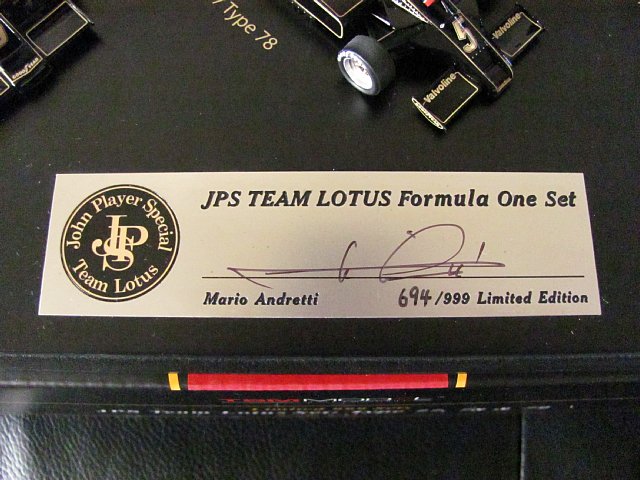 Type 78
5
Valvoline
Valvoline
JPS TEAM LOTUS Formula One Set
John Player Special
JPS
Team Lotus
Mario Andretti
694/999 Limited Edition